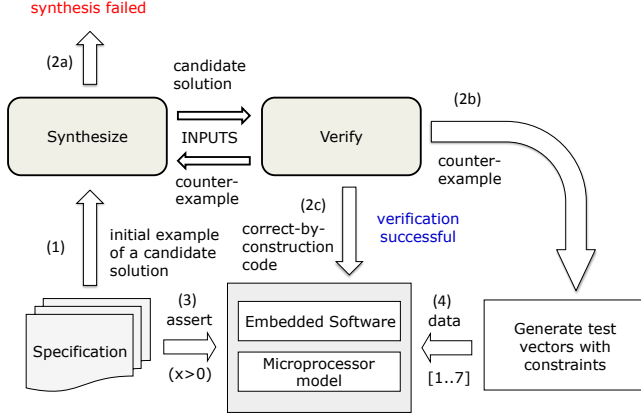 synthesis failed
(2a)
candidate
solution
(2b)
Synthesize
INPUTS
Verify
counter-
example
counter-
example
(2c)
(1)
initial example
of a candidate
solution
correct-by-
construction
code
verification
successful
(3)
assert
(x>0)
Specification
Embedded Software
Microprocessor
model
(4)
data
[1..7]
Generate test
vectors with
constraints